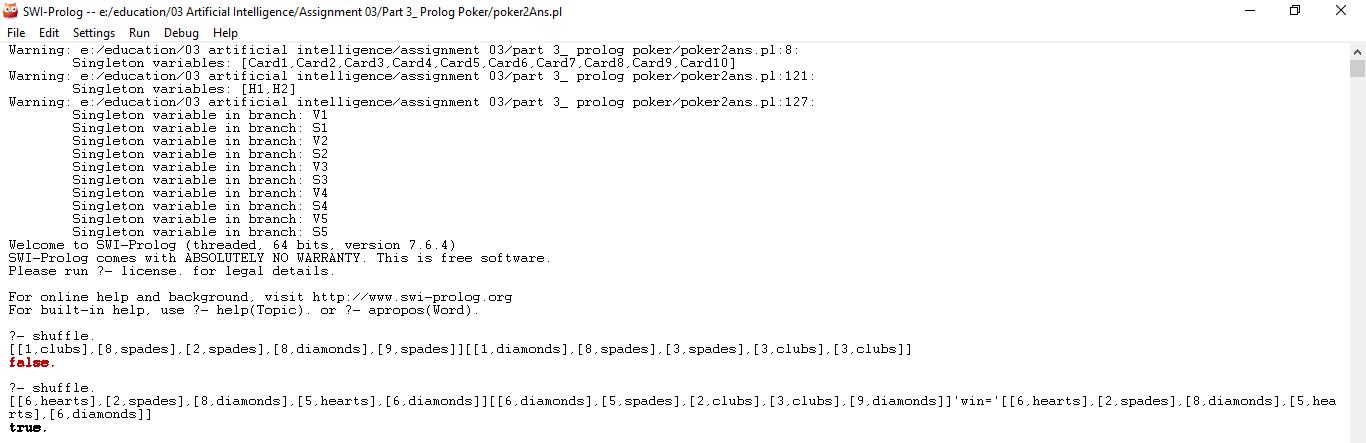 SWI-Prolog -- e:/education/03 Artificial Intelligence/Assignment 03/Part 3_ Prolog Poker/poker2Ans.pl
File Edit Settings Run Debug Help
Warning: e:/education/03 artificial intelligence/assignment 03/part 3_ prolog poker/poker2ans.pl:8:
Singleton variables: [Card1,Card2,Card3,Card4,Card5,Card6,Card7,Card8,Card9,Card10]
Warning: e:/education/03 artificial intelligence/assignment 03/part 3_ prolog poker/poker2ans.pl:121:
Singleton variables: [H1,H2]
Warning: e:/education/03 artificial intelligence/assignment 03/part 3_ prolog poker/poker2ans.pl:127:
Singleton variable in branch: V1
Singleton variable in branch: S1
Singleton variable in branch: V2
Singleton variable in branch: S2
Singleton variable in branch: V3
Singleton variable in branch: S3
Singleton variable in branch: V4
Singleton variable in branch: S4
Singleton variable in branch: V5
Singleton variable in branch: S5
Welcome to SWI-Prolog (threaded, 64 bits, version 7.6.4)
SWI-Prolog comes with ABSOLUTELY NO WARRANTY. This is free software.
Please run ?- license. for legal details.
For online help and background, visit http://www.swi-prolog.org
For built-in help, use ?- help(Topic). or ?- apropos(Word).
?- shuffle.
[[1,clubs],[8,spades],[2,spades],[8,diamonds],[9,spades]][[1,diamonds],[8,spades],[3,spades],[3,clubs],[3,clubs]]
false.
?- shuffle.
[[6,hearts],[2,spades],[8,diamonds],[5,hearts],[6,diamonds]][[6,diamonds],[5,spades],[2,clubs],[3,clubs],[9,diamonds]]'win='[[6,hearts],[2,spades],[8,diamonds],[5,hea
rts],[6,diamonds]]
true.